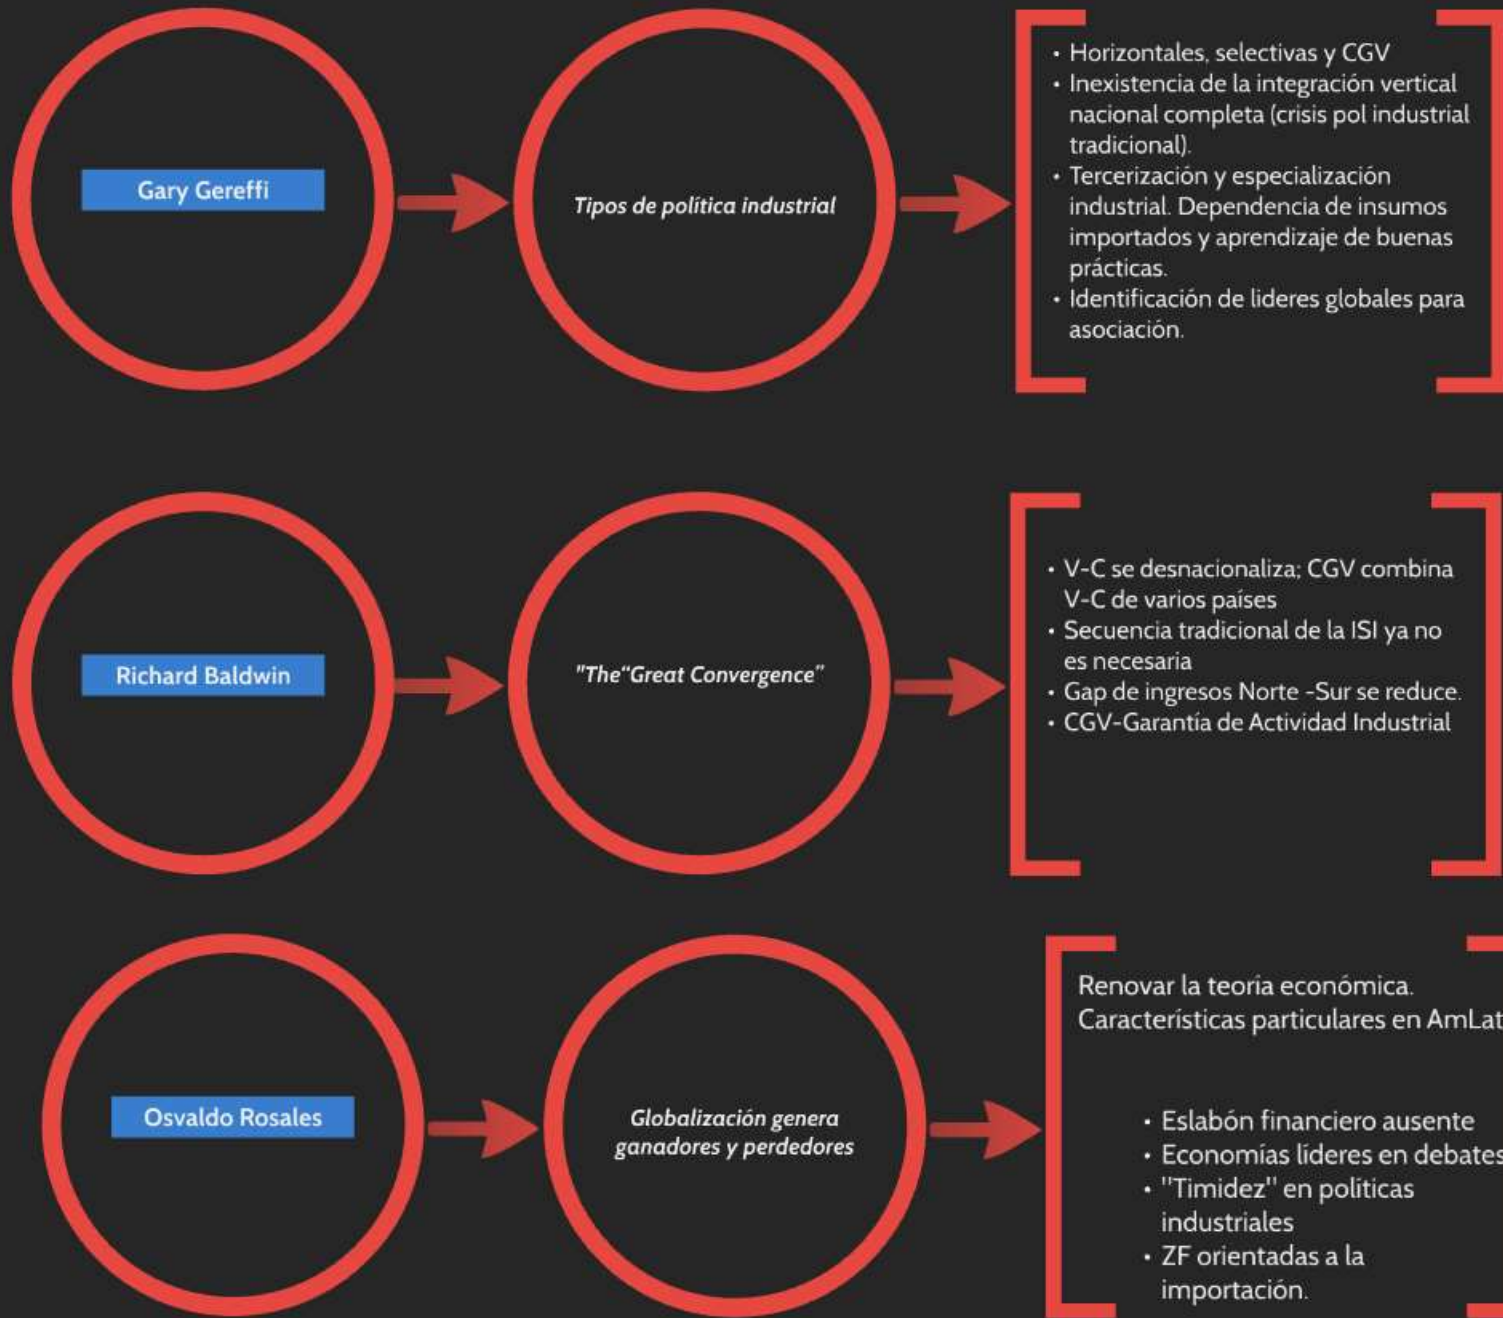 Gary Gereffi
Tipos de política industrial
• Horizontales, selectivas y CGV
• Inexistencia de la integración vertical
nacional completa (crisis pol industrial
tradicional).
• Tercerización y especialización
industrial. Dependencia de insumos
importados y aprendizaje de buenas
prácticas.
• Identificación de lideres globales para
asociación.
Richard Baldwin
"The“Great Convergence”
• V-C se desnacionaliza; CGV combina
V-C de varios países
• Secuencia tradicional de la ISI ya no
es necesaria
• Gap de ingresos Norte -Sur se reduce.
• CGV-Garantía de Actividad Industrial
Osvaldo Rosales
Globalización genera
ganadores y perdedores
Renovar la teoría económica.
Características particulares en AmLat
• Eslabón financiero ausente
• Economías líderes en debates
• "Timidez" en políticas
industriales
• ZF orientadas a la
importación.